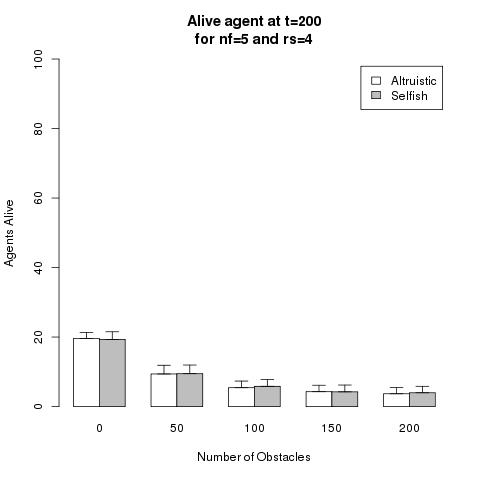 Alive agent at t=200
for nf=5 and rs=4
Altruistic
Selfish
Agents Alive
100
80
60
40
20
0
0 50 100 150 200
Number of Obstacles